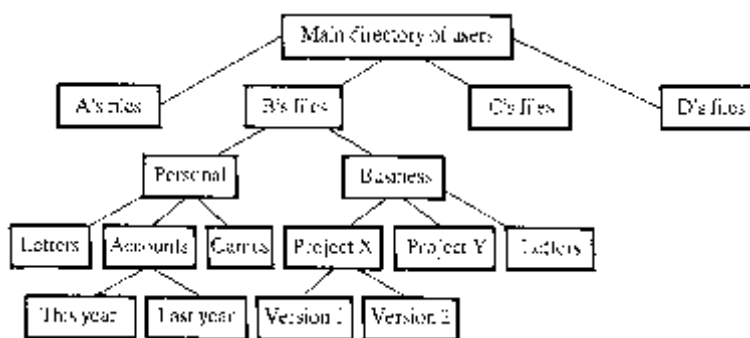 Main directory of users
A's files
B's files
C's files
D's files
Personal
Business
Letters
Accounts
Games
Project X
Project Y
Letters
This year
Last year
Version 1
Version 2